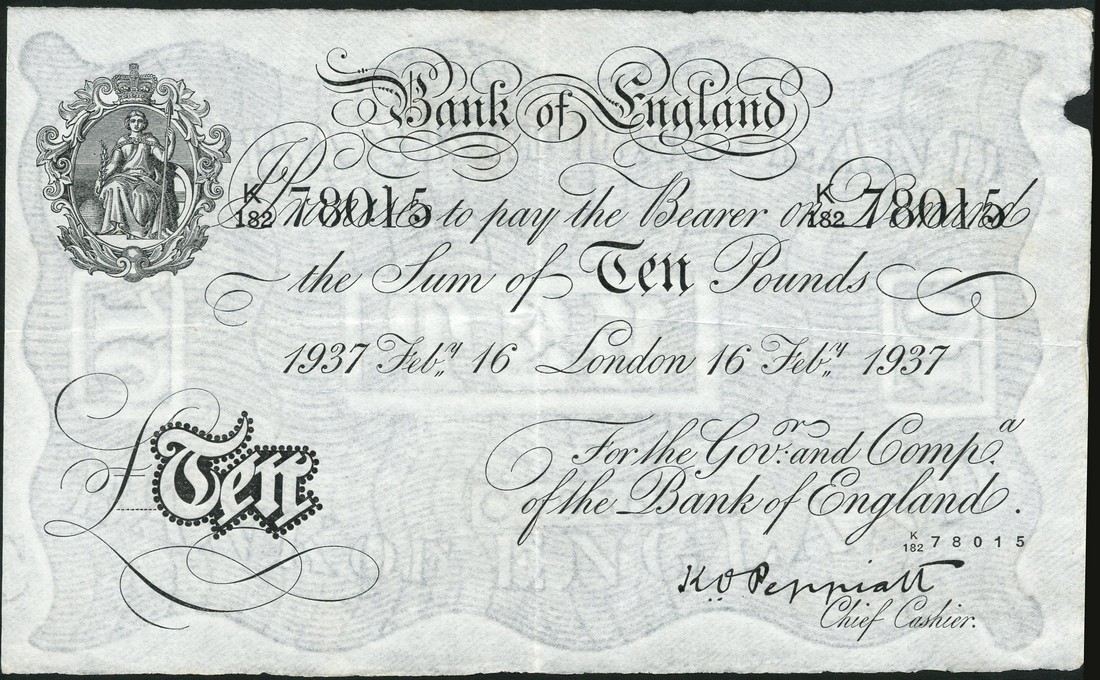 Bank of England
K
182 78015
K
182 78015
I Promise to pay the Bearer on Demand
the Sum of Ten Pounds
1937 Feby 16 London 16 Feby 1937
For the Govr: and Compa.
of the Bank of England.
£Ten
K
182 78015
K.O. Peppiatt
Chief Cashier.
ENGLAND